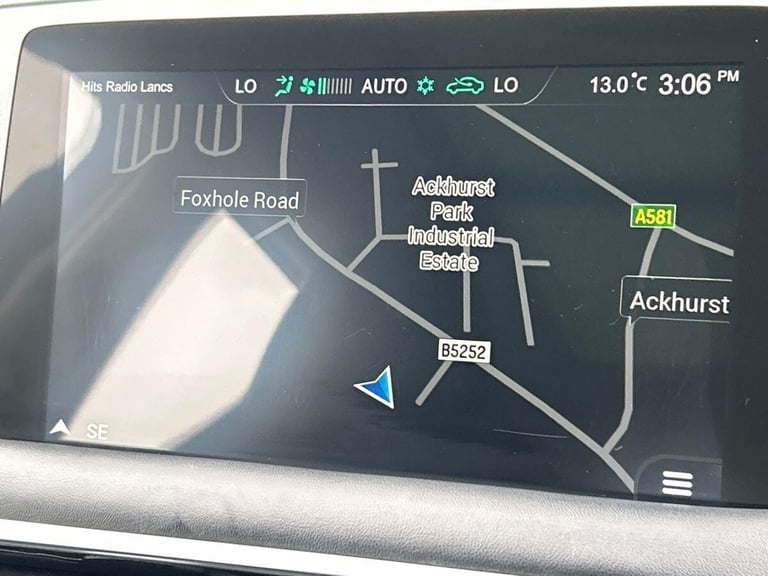 Hits Radio Lancs
LO AUTO LO
13.0°C 3:06 PM
Foxhole Road
Ackhurst
Park
Industrial
Estate
A581
Ackhurst
B5252
SE